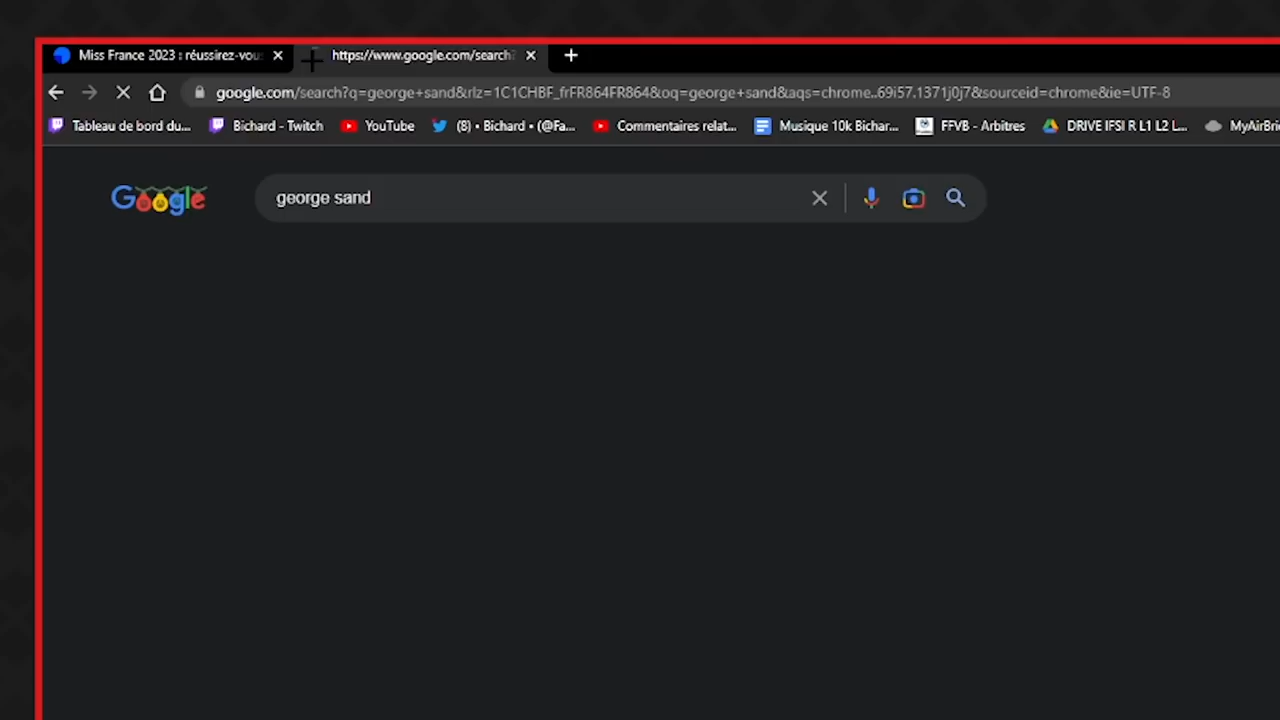 Miss France 2023 : réussirez-vou
https://www.google.com/search?
google.com/search?q=george+sand&rlz=1C1CHBF_frFR864FR864&oq=george+sand&aqs=chrome..69i57.1371j0j7&sourceid=chrome&ie=UTF-8
Tableau de bord du... Bichard - Twitch YouTube (8) • Bichard • (@Fa... Commentaires relat... Musique 10k Bichar... FFVB - Arbitres DRIVE IFSI R L1 L2 L... MyAirBri
Google
george sand